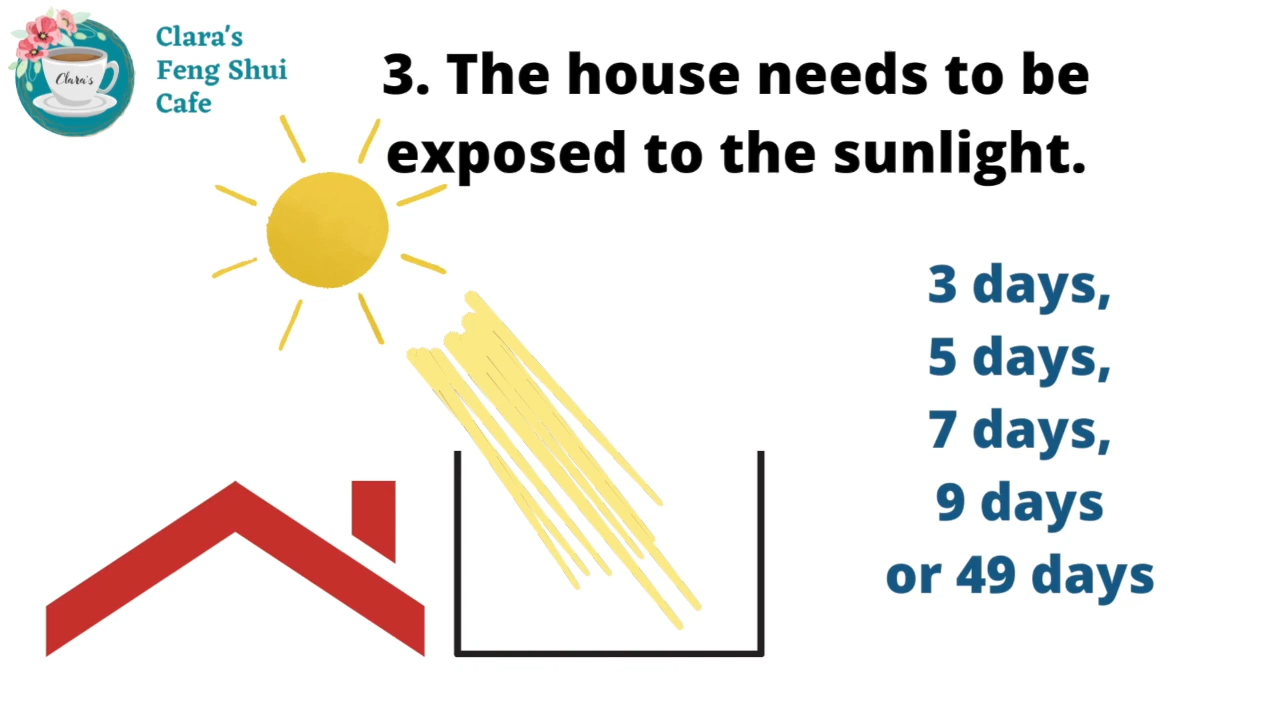 Clara's
Feng Shui
Cafe
Clara's
3. The house needs to be
exposed to the sunlight.
3 days,
5 days,
7 days,
9 days
or 49 days